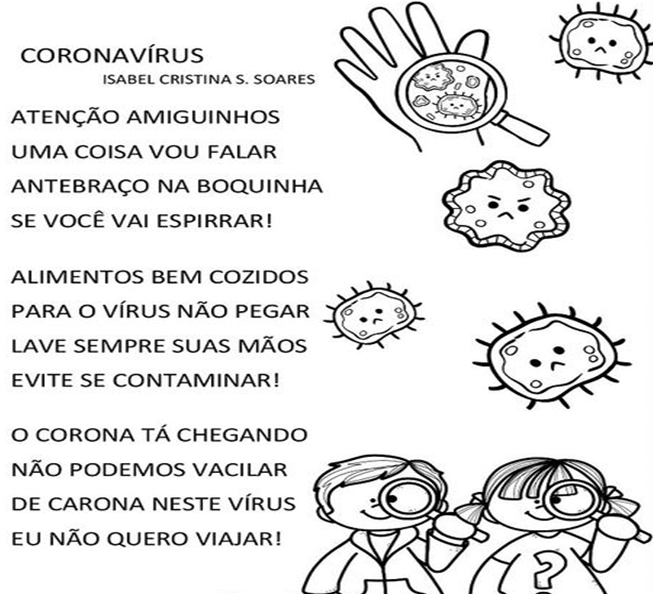 CORONAVÍRUS
ISABEL CRISTINA S. SOARES
ATENÇÃO AMIGUINHOS
UMA COISA VOU FALAR
ANTEBRAÇO NA BOQUINHA
SE VOCÊ VAI ESPIRRAR!
ALIMENTOS BEM COZIDOS
PARA O VÍRUS NÃO PEGAR
LAVE SEMPRE SUAS MÃOS
EVITE SE CONTAMINAR!
O CORONA TÁ CHEGANDO
NÃO PODEMOS VACILAR
DE CARONA NESTE VÍRUS
EU NÃO QUERO VIAJAR!
?